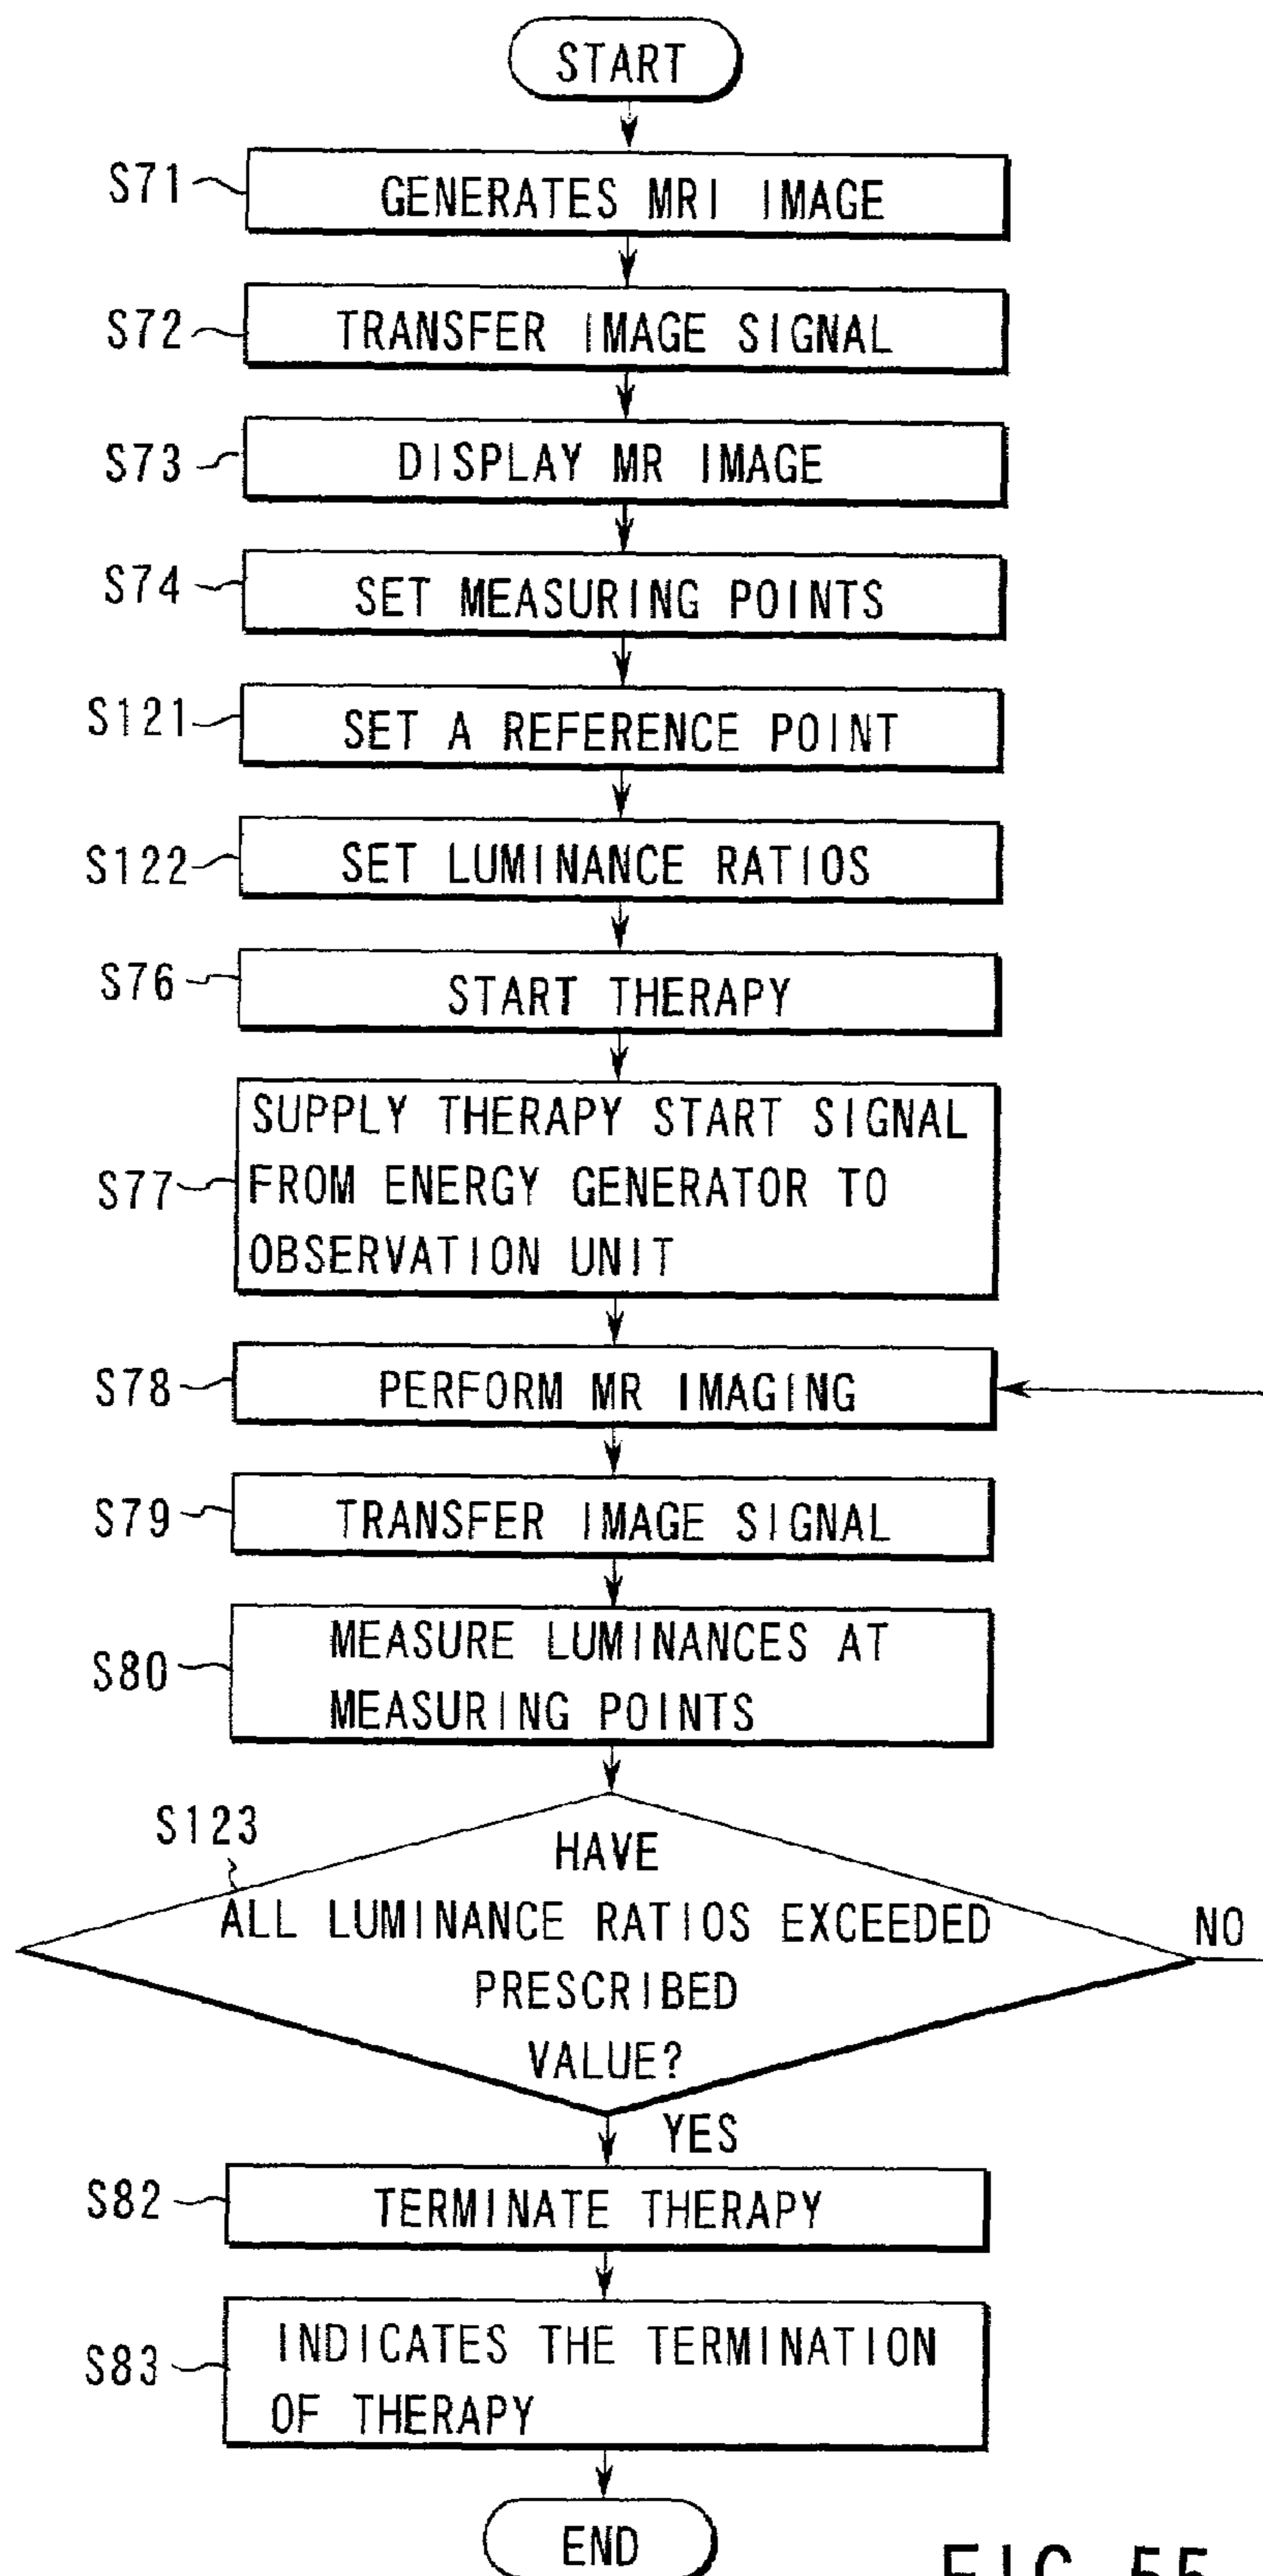 START
S71
GENERATES MRI IMAGE
S72
TRANSFER IMAGE SIGNAL
S73
DISPLAY MR IMAGE
S74
SET MEASURING POINTS
S121
SET A REFERENCE POINT
S122
SET LUMINANCE RATIOS
S76
START THERAPY
S77
SUPPLY THERAPY START SIGNAL
FROM ENERGY GENERATOR TO
OBSERVATION UNIT
S78
PERFORM MR IMAGING
S79
TRANSFER IMAGE SIGNAL
S80
MEASURE LUMINANCES AT
MEASURING POINTS
S123
HAVE
ALL LUMINANCE RATIOS EXCEEDED
PRESCRIBED
VALUE?
NO
YES
S82
TERMINATE THERAPY
S83
INDICATES THE TERMINATION
OF THERAPY
END
FIG. 55